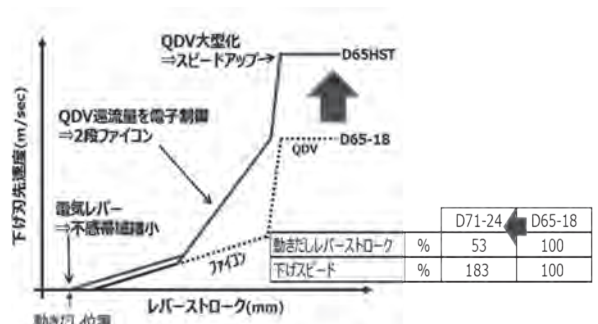 QDV大型化
⇒スピードアップ
D65HST
QDV還流量を電子制御
⇒2段ファイコン
D65-18
QDV
電気レバー
⇒不感帯域縮小
ファイコン
下げ刃先速度(m/sec)
レバーストローク(mm)
動きだし位置
D71-24 D65-18
動きだしレバーストローク % 53 100
下げスピード % 183 100